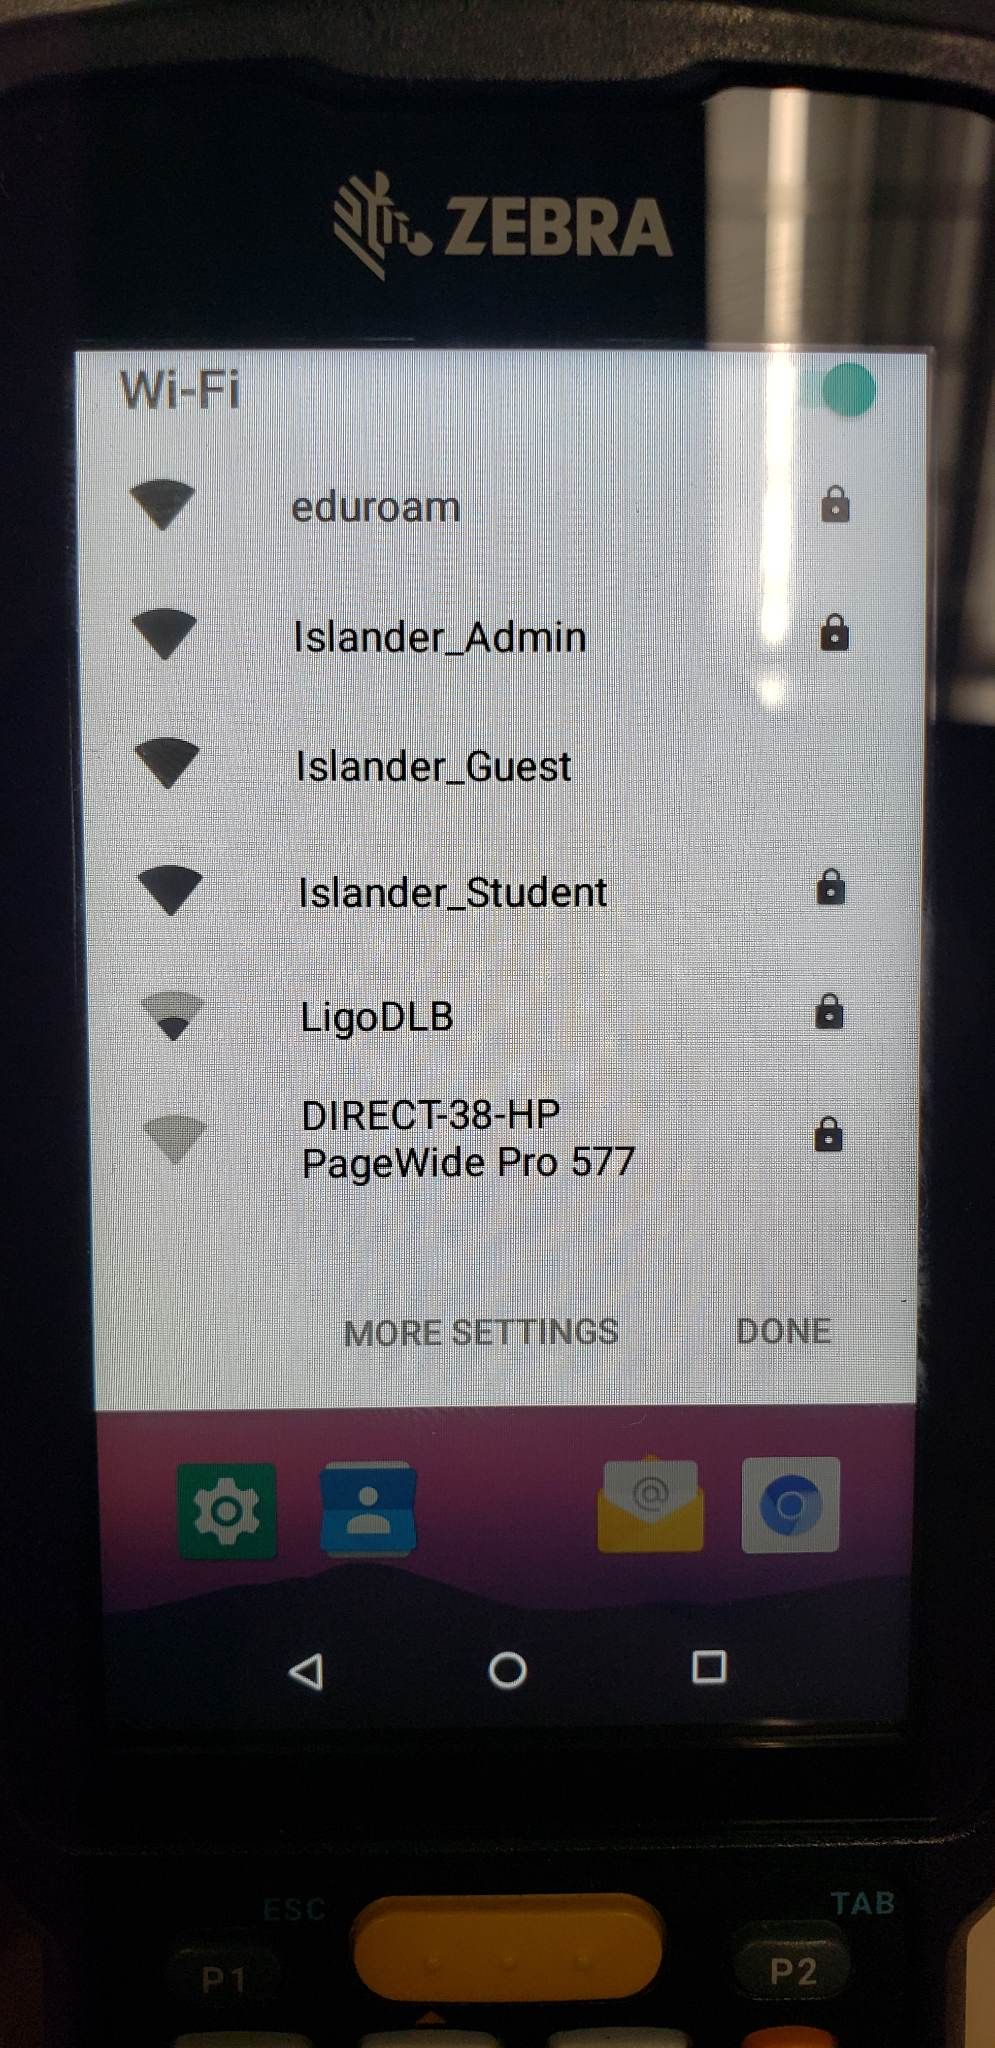 ZEBRA
Wi-Fi
eduroam
Islander_Admin
Islander_Guest
Islander_Student
LigoDLB
DIRECT-38-HP
PageWide Pro 577
MORE SETTINGS DONE
@
ESC TAB
P1 P2